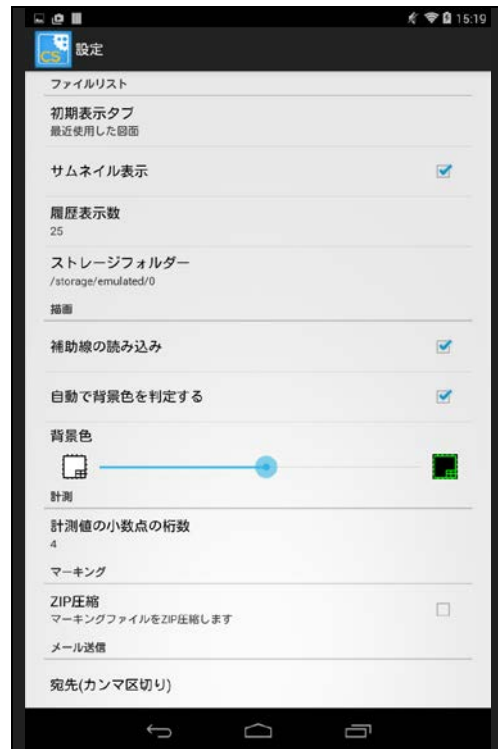 15:19
CS
設定
ファイルリスト
初期表示タブ
最近使用した図面
サムネイル表示
履歴表示数
25
ストレージフォルダー
/storage/emulated/0
描画
補助線の読み込み
自動で背景色を判定する
背景色
計測
計測値の小数点の桁数
4
マーキング
ZIP圧縮
マーキングファイルをZIP圧縮します
メール送信
宛先(カンマ区切り)